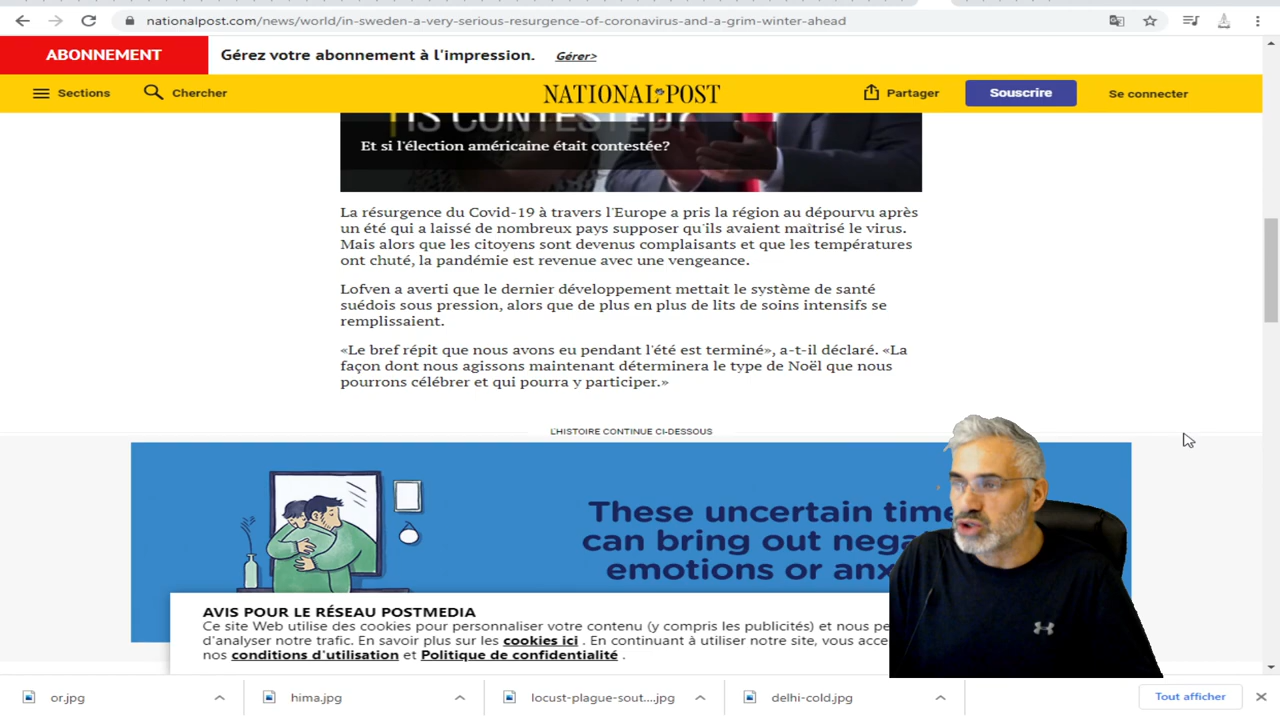 nationalpost.com/news/world/in-sweden-a-very-serious-resurgence-of-coronavirus-and-a-grim-winter-ahead
ABONNEMENT Gérez votre abonnement à l'impression. Gérer>
Sections Chercher NATIONAL POST Partager Souscrire Se connecter
IS CONTESTED?
Et si l'élection américaine était contestée?
La résurgence du Covid-19 à travers l'Europe a pris la région au dépourvu après
un été qui a laissé de nombreux pays supposer qu'ils avaient maîtrisé le virus.
Mais alors que les citoyens sont devenus complaisants et que les températures
ont chuté, la pandémie est revenue avec une vengeance.
Lofven a averti que le dernier développement mettait le système de santé
suédois sous pression, alors que de plus en plus de lits de soins intensifs se
remplissaient.
«Le bref répit que nous avons eu pendant l'été est terminé», a-t-il déclaré. «La
façon dont nous agissons maintenant déterminera le type de Noël que nous
pourrons célébrer et qui pourra y participer.»
L'HISTOIRE CONTINUE CI-DESSOUS
These uncertain time
can bring out nega
emotions or anx
AVIS POUR LE RÉSEAU POSTMEDIA
Ce site Web utilise des cookies pour personnaliser votre contenu (y compris les publicités) et nous pe
d'analyser notre trafic. En savoir plus sur les cookies ici . En continuant à utiliser notre site, vous acce
nos conditions d'utilisation et Politique de confidentialité .
or.jpg hima.jpg locust-plague-sout....jpg delhi-cold.jpg Tout afficher